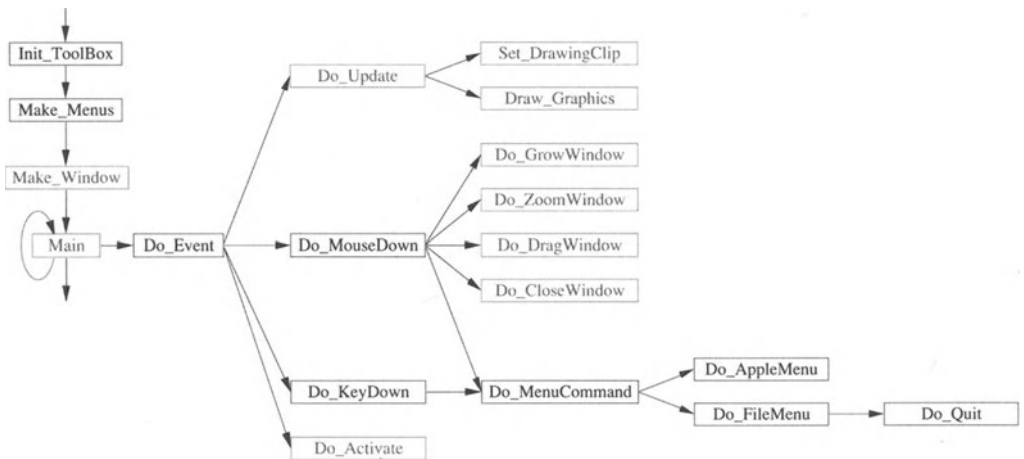 Init_ToolBox
Make_Menus
Make_Window
Main
Do_Event
Do_Update
Set_DrawingClip
Draw_Graphics
Do_MouseDown
Do_GrowWindow
Do_ZoomWindow
Do_DragWindow
Do_CloseWindow
Do_KeyDown
Do_MenuCommand
Do_AppleMenu
Do_FileMenu
Do_Quit
Do_Activate